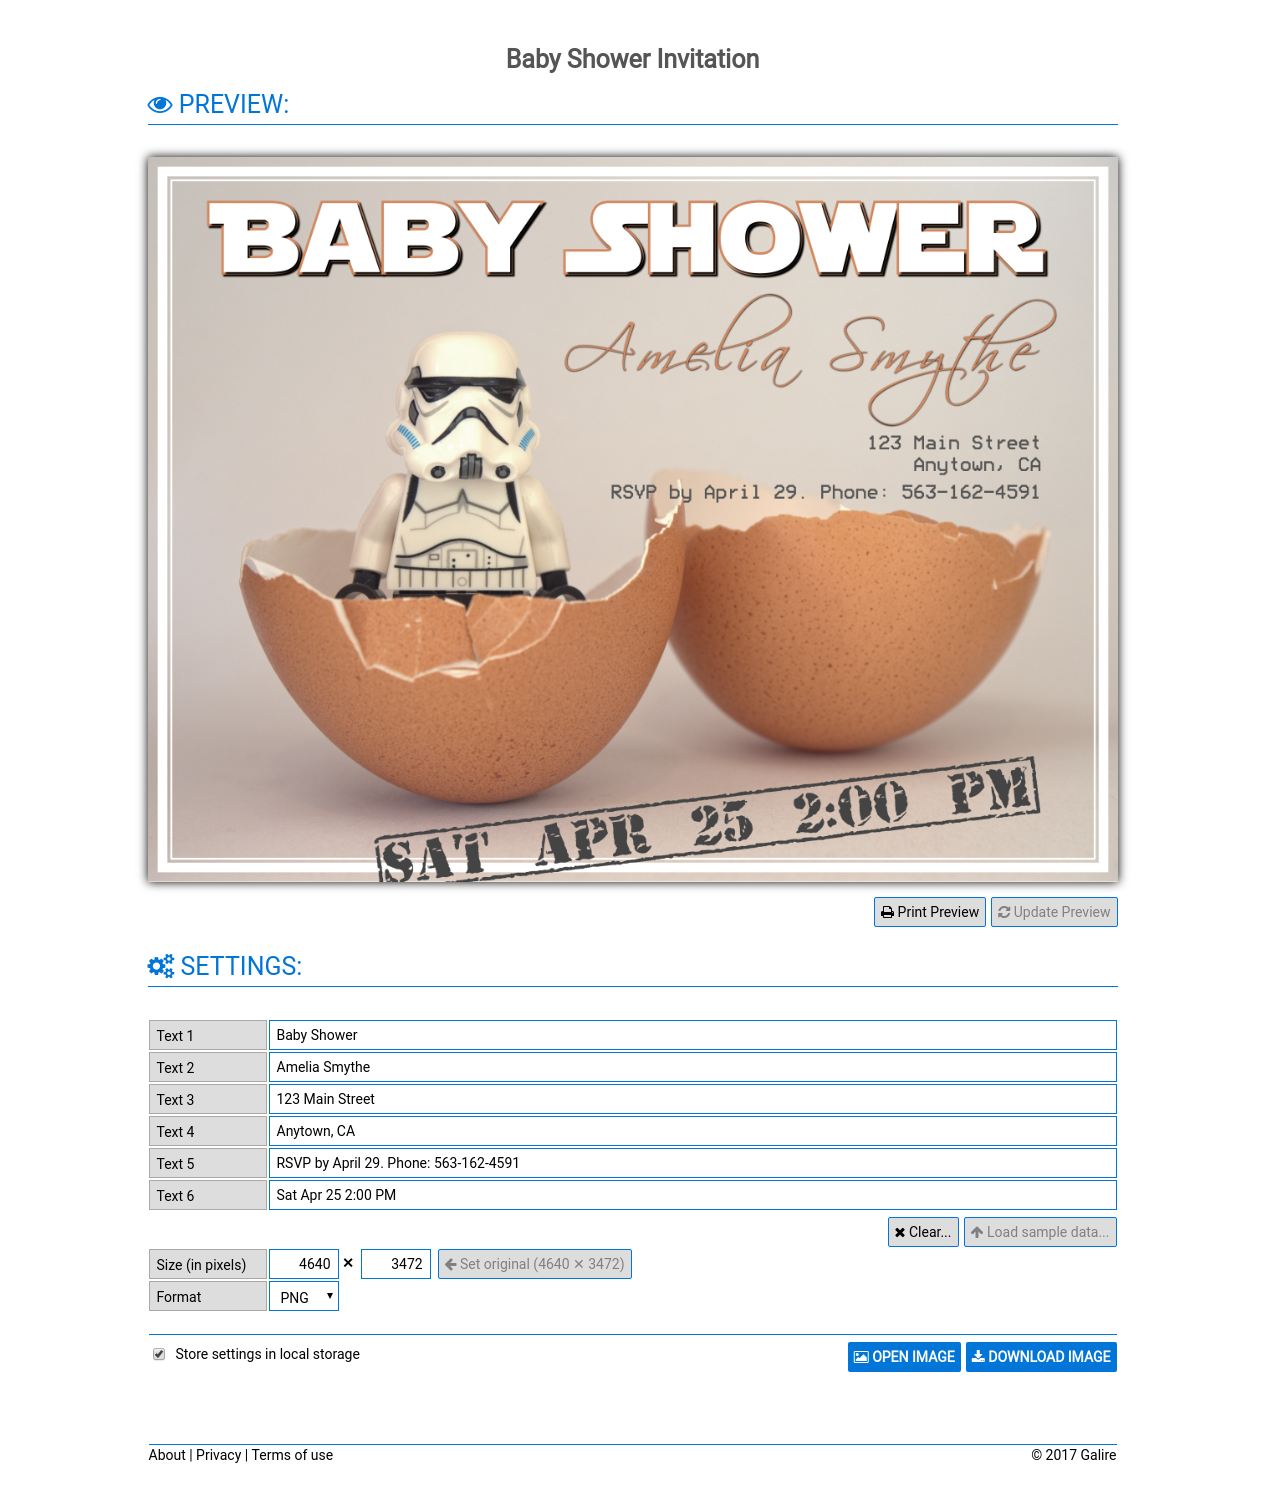 Baby Shower Invitation
PREVIEW:
BABY SHOWER
Amelia Smythe
123 Main Street
Anytown, CA
RSVP by April 29. Phone: 563-162-4591
SAT APR 25 2:00 PM
Print Preview Update Preview
SETTINGS:
Text 1 Baby Shower
Text 2 Amelia Smythe
Text 3 123 Main Street
Text 4 Anytown, CA
Text 5 RSVP by April 29. Phone: 563-162-4591
Text 6 Sat Apr 25 2:00 PM
Clear... Load sample data...
Size (in pixels) 4640 × 3472 Set original (4640 × 3472)
Format PNG
Store settings in local storage OPEN IMAGE DOWNLOAD IMAGE
About | Privacy | Terms of use © 2017 Galire